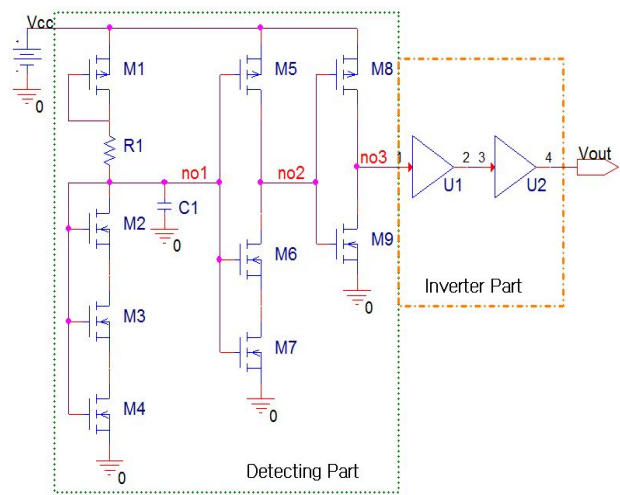 Vcc
0
M1
R1
no1
C1
0
M2
M3
M4
0
M5
no2
M6
M7
0
M8
no3
M9
0
Detecting Part
1
U1
2
3
U2
4
Vout
Inverter Part